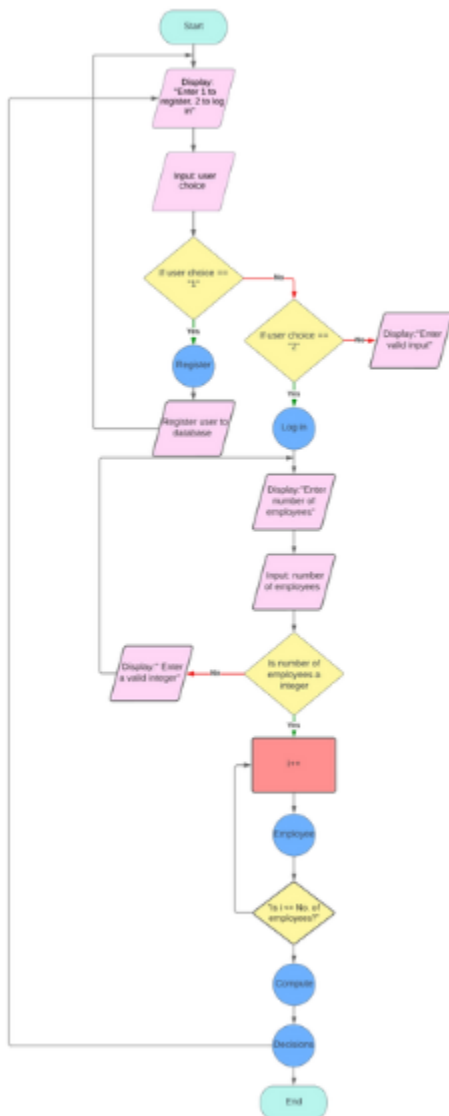 Start
Display:
"Enter 1 to
register, 2 to log
in"
Input: user
choice
If user choice ==
"1"
No
Yes
If user choice ==
"2"
No
Display:"Enter
valid input"
Register
Yes
Register user to
database
Log in
Display:"Enter
number of
employees"
Input: number
of employees
Is number of
employees a
integer
No
Display:" Enter
a valid integer"
Yes
Employee
"Is i == No. of
employees?"
Compute
Decisions
End